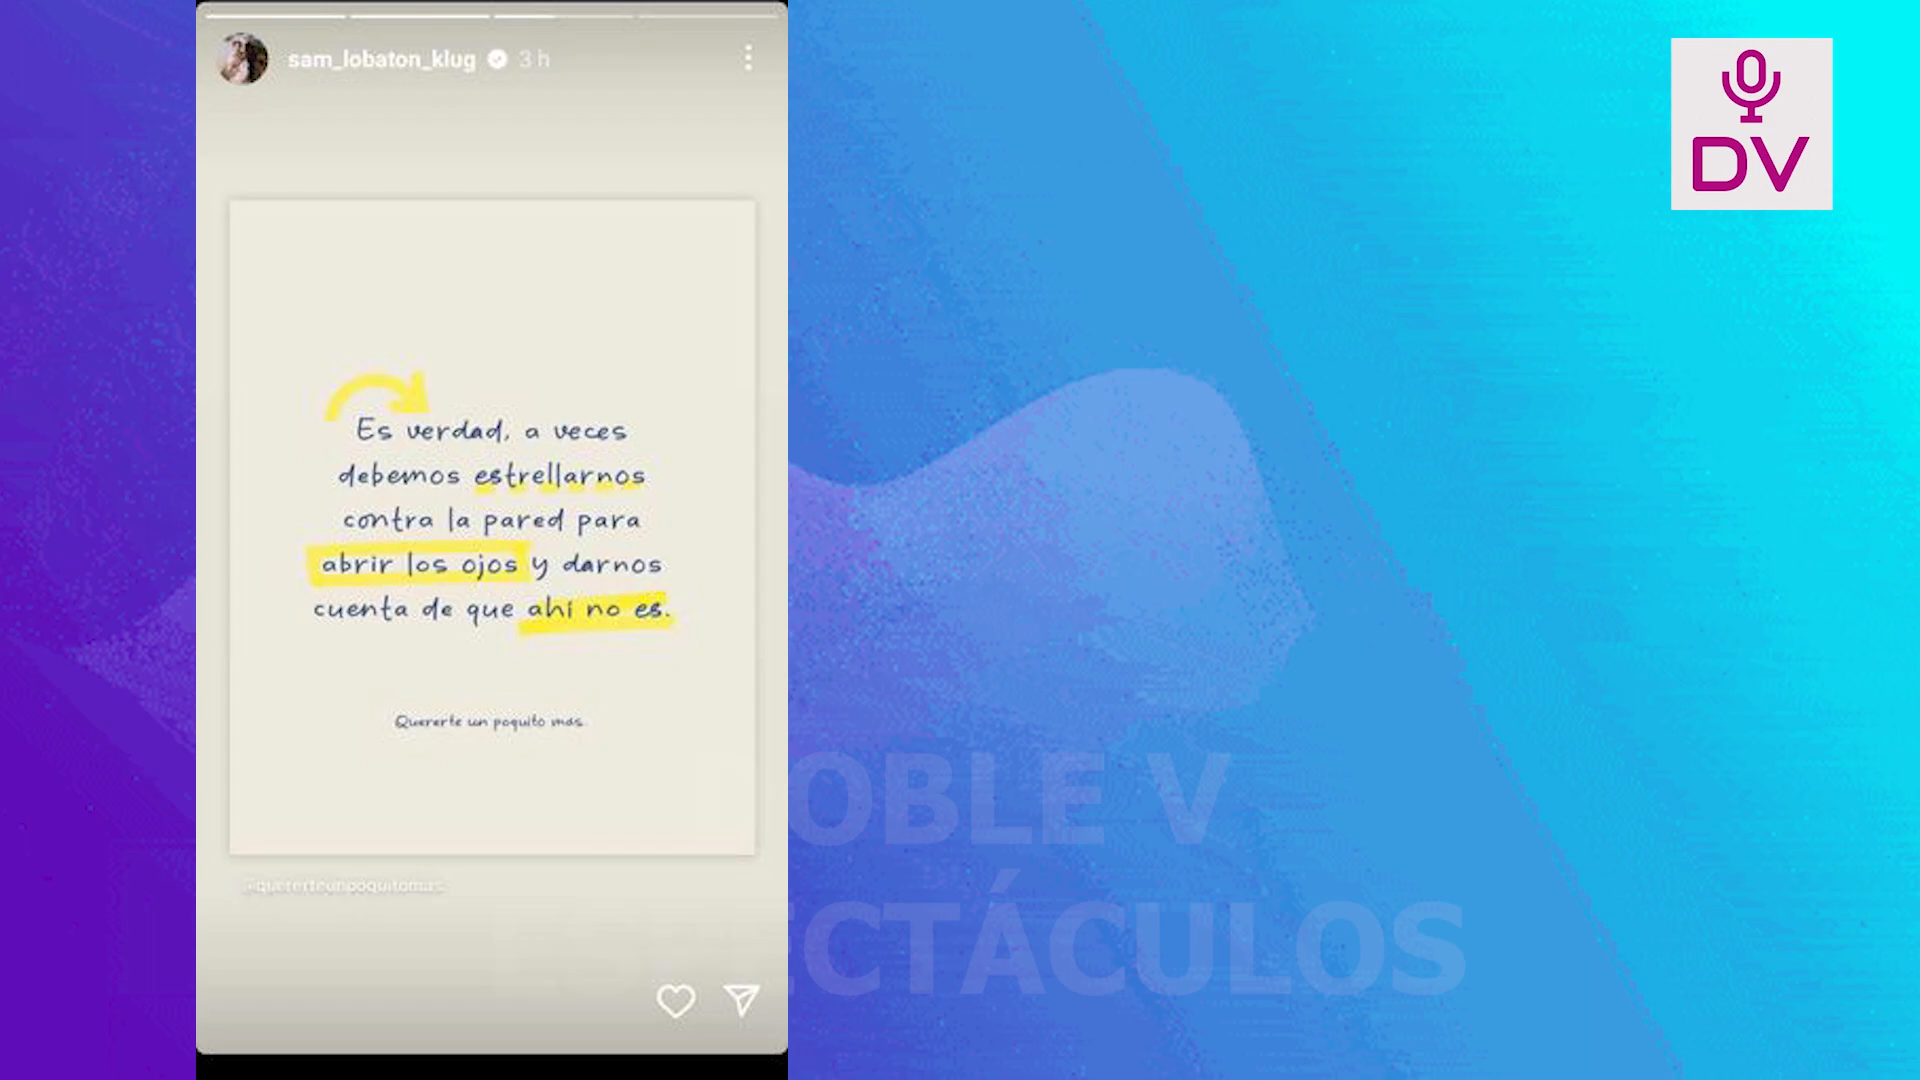 sam_lobaton_klug 3 h
Es verdad, a veces
debemos estrellarnos
contra la pared para
abrir los ojos y darnos
cuenta de que ahí no es.
Quererte un poquito más.
@quererteunpoquitomas
DV
OBLE V
ECTÁCULOS